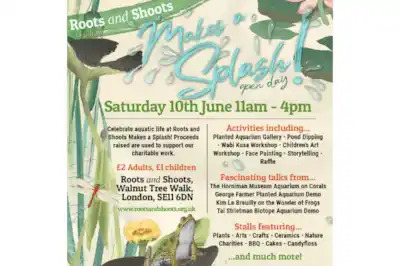 Roots and Shoots
Makes a
Splash!
open day
Saturday 10th June 11am - 4pm
Celebrate aquatic life at Roots and
Shoots Makes a Splash! Proceeds
raised are used to support our
charitable work.
£2 Adults, £1 children
Roots and Shoots,
Walnut Tree Walk,
London, SE11 6DN
www.rootsandshoots.org.uk
Activities including...
Planted Aquarium Gallery - Pond Dipping
- Wabi Kusa Workshop - Children's Art
Workshop - Face Painting - Storytelling -
Raffle
Fascinating talks from...
The Horniman Museum Aquarium on Corals
George Farmer Planted Aquarium Demo
Kim Le Breuilly on the Wonder of Frogs
Tai Strietman Biotope Aquarium Demo
Stalls featuring...
Plants - Arts - Crafts - Ceramics - Nature
Charities - BBQ - Cakes - Candyfloss
...and much more!